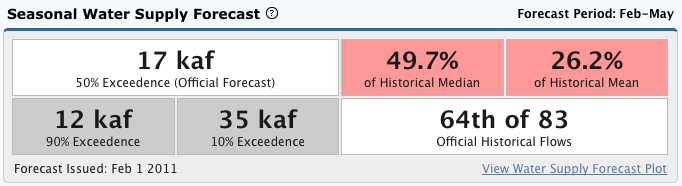 Seasonal Water Supply Forecast ?
Forecast Period: Feb-May
17 kaf
50% Exceedence (Official Forecast)
49.7%
of Historical Median
26.2%
of Historical Mean
12 kaf
90% Exceedence
35 kaf
10% Exceedence
64th of 83
Official Historical Flows
Forecast Issued: Feb 1 2011
View Water Supply Forecast Plot